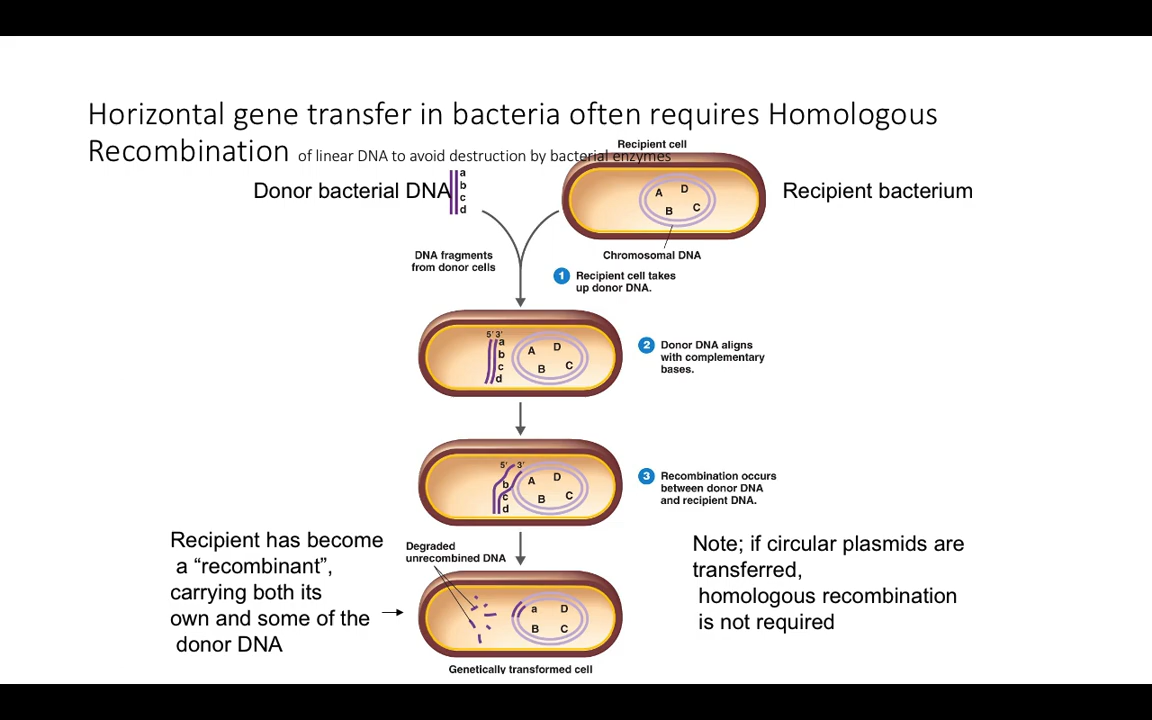 Horizontal gene transfer in bacteria often requires Homologous
Recombination of linear DNA to avoid destruction by bacterial enzymes
Recipient cell
Donor bacterial DNA
a
b
c
d
A D
B C
Recipient bacterium
DNA fragments
from donor cells
Chromosomal DNA
1 Recipient cell takes
up donor DNA.
5' 3'
a
b
c
d
A D
B C
2 Donor DNA aligns
with complementary
bases.
5' 3'
b
c
d
A D
B C
3 Recombination occurs
between donor DNA
and recipient DNA.
Recipient has become
a “recombinant”,
carrying both its
own and some of the
donor DNA
Degraded
unrecombined DNA
a D
B C
Genetically transformed cell
Note; if circular plasmids are
transferred,
homologous recombination
is not required